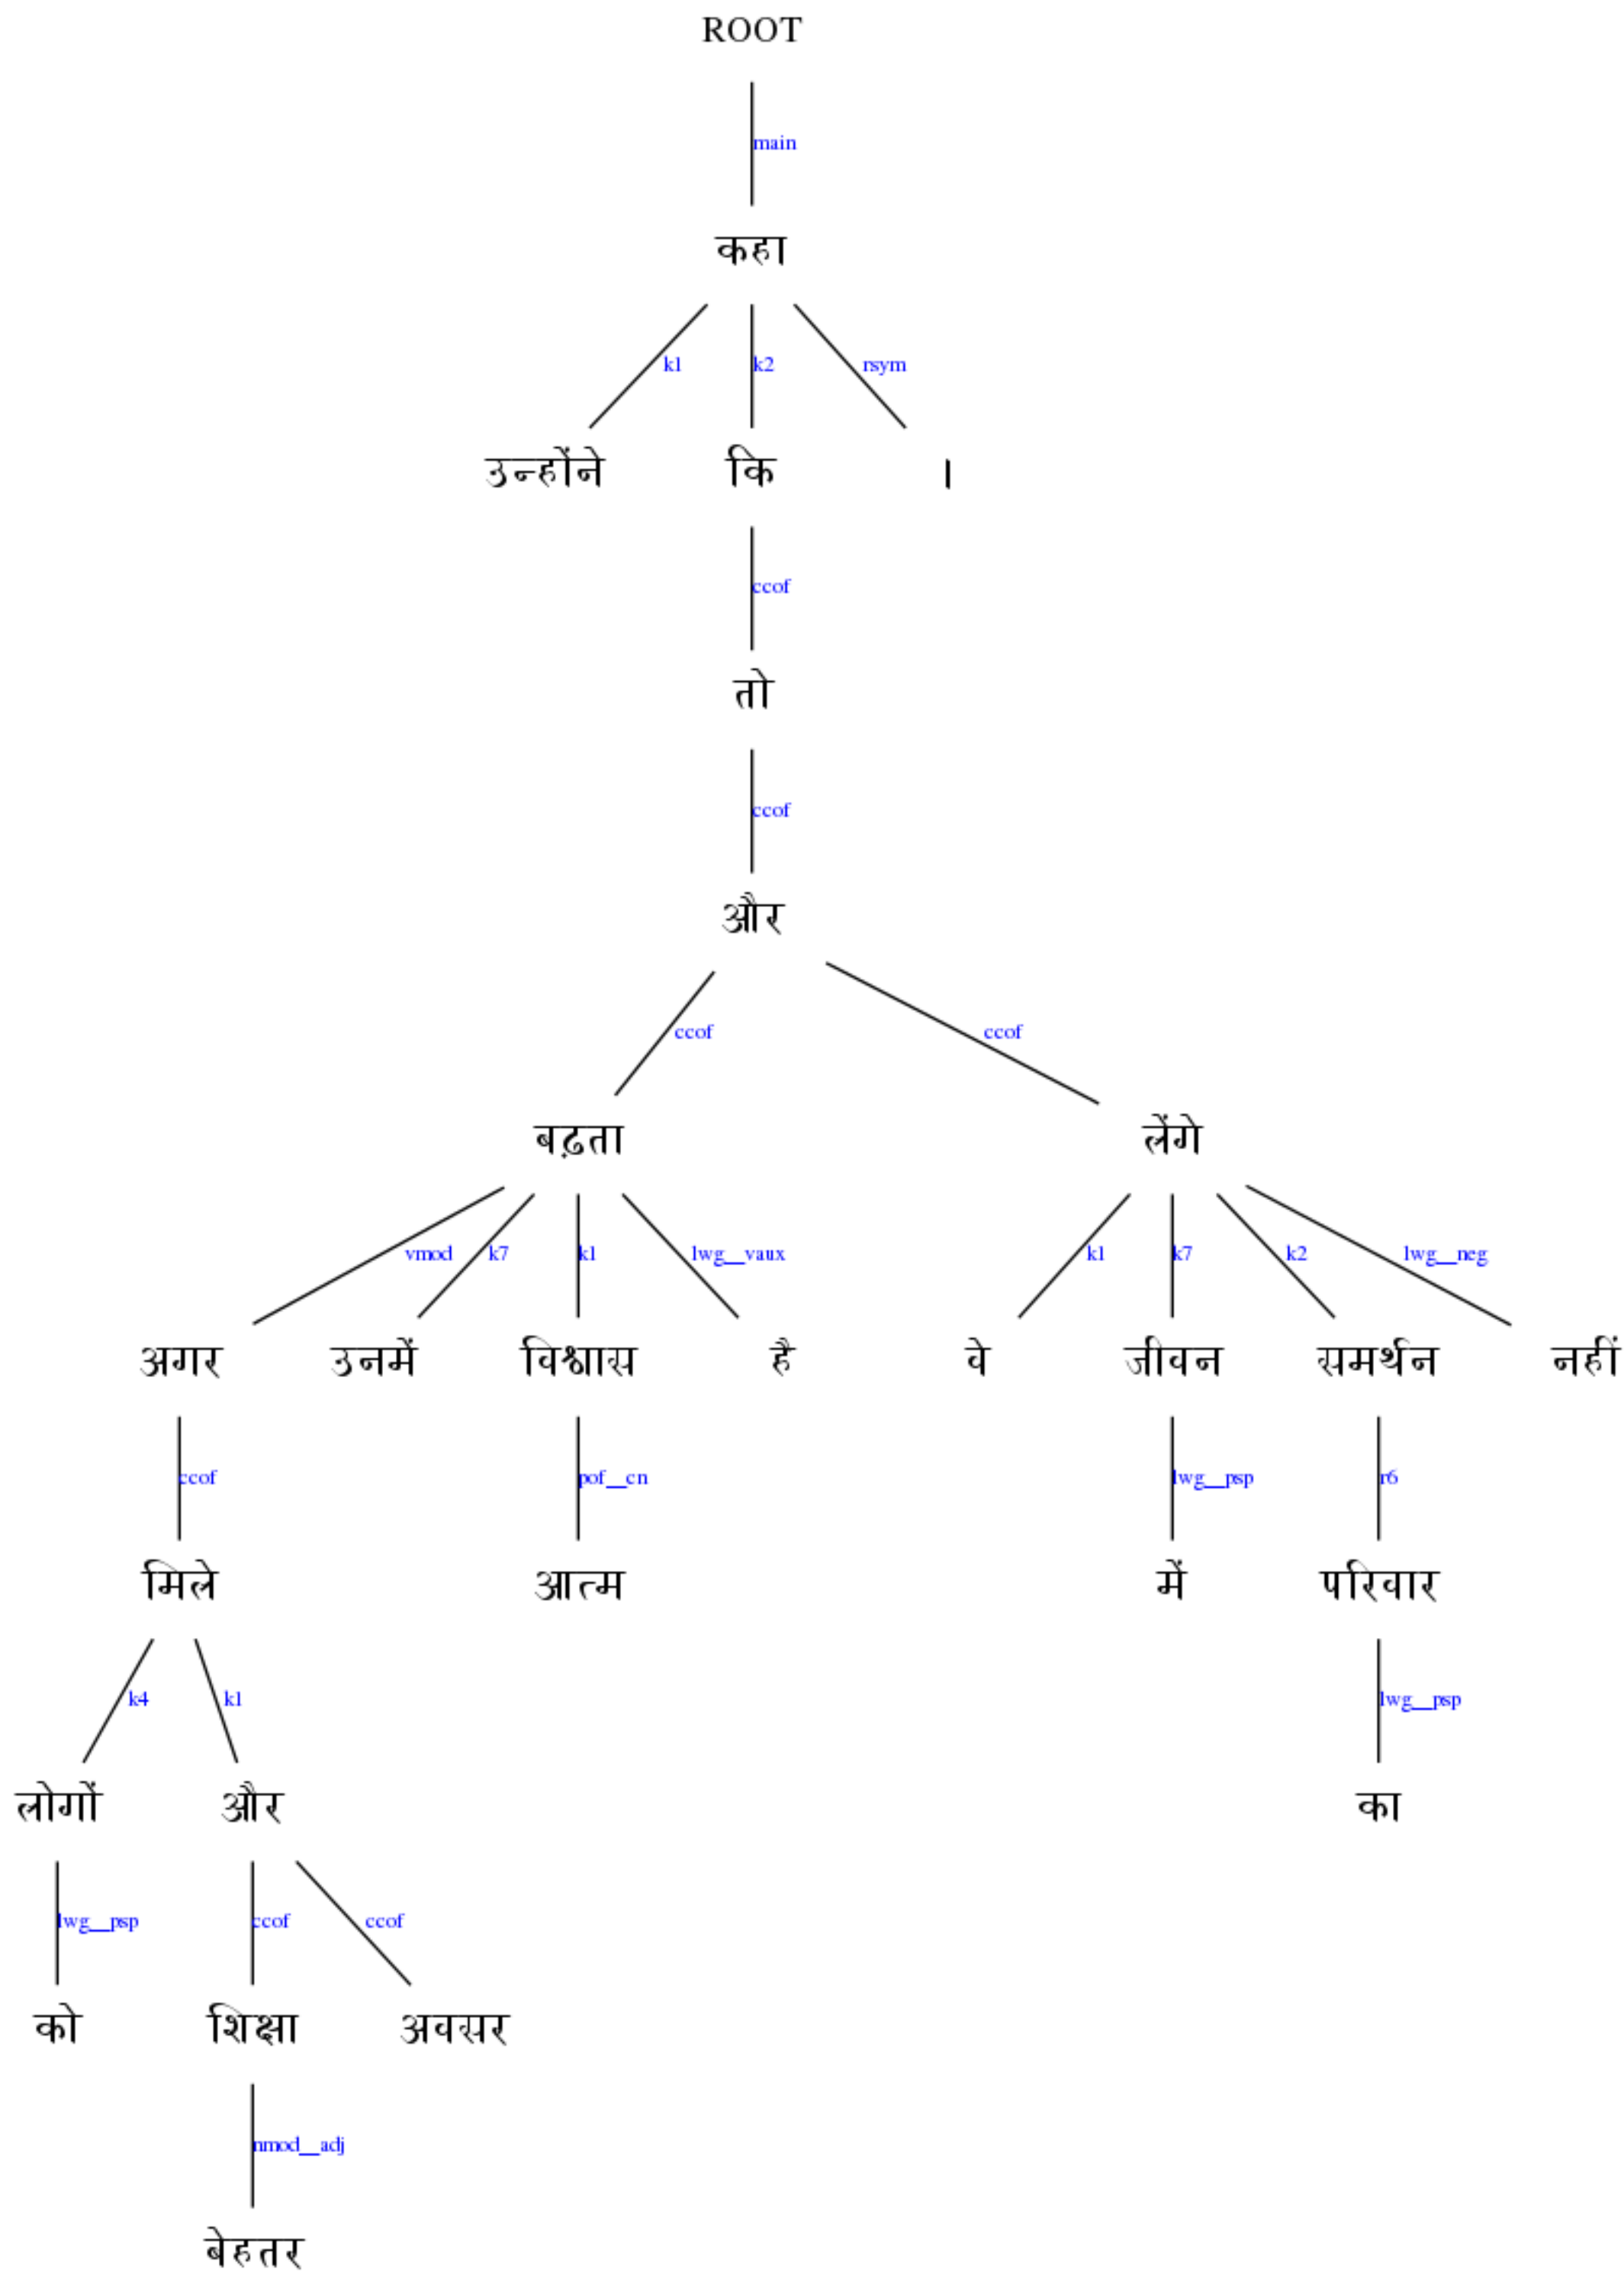 ROOT
main
कहा
k1 k2 rsym
उन्होंने कि ।
ccof
तो
ccof
और
ccof ccof
बढ़ता लेंगे
vmod k7 k1 lwg__vaux k1 k7 k2 lwg__neg
अगर उनमें विश्वास है वे जीवन समर्थन नहीं
ccof pof__cn lwg__psp r6
मिले आत्म में परिवार
k4 k1 lwg__psp
लोगों और का
lwg__psp ccof ccof
को शिक्षा अवसर
nmod__adj
बेहतर